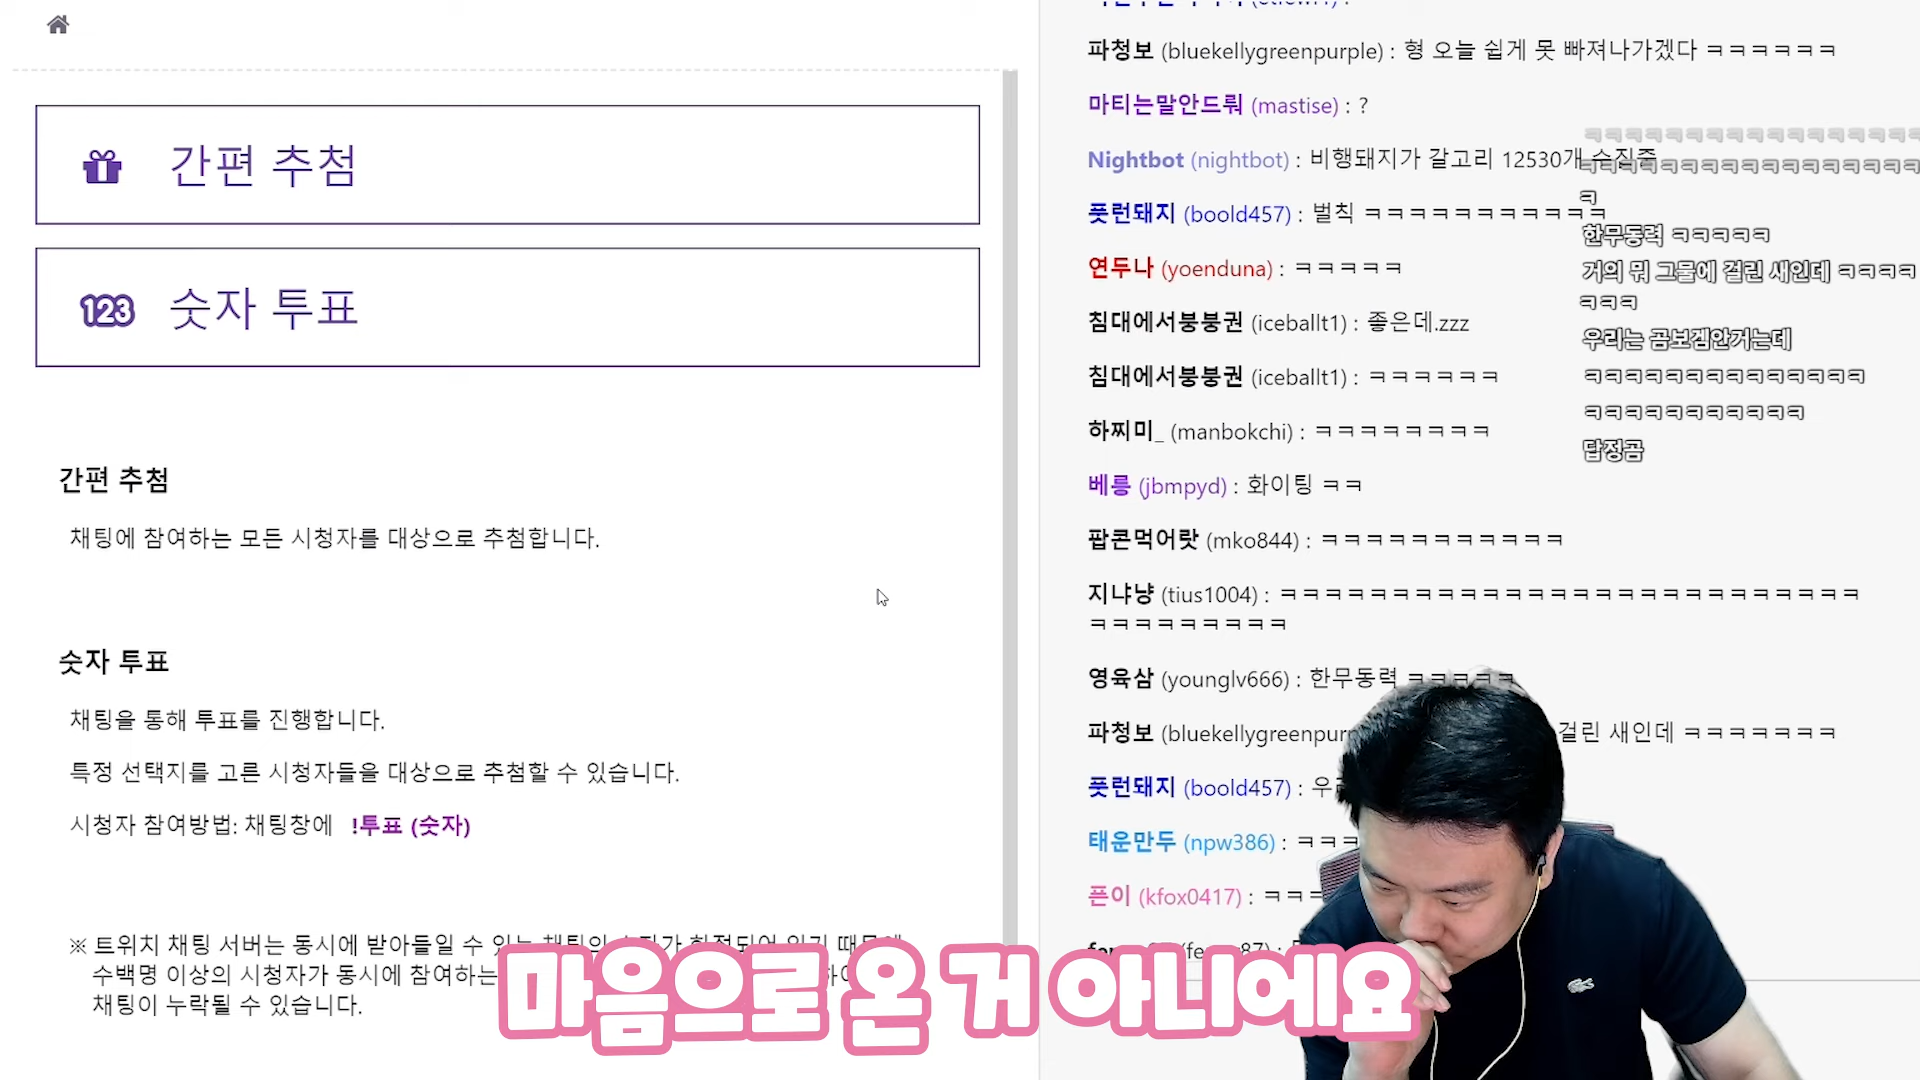 간편 추첨
123 숫자 투표
간편 추첨
채팅에 참여하는 모든 시청자를 대상으로 추첨합니다.
숫자 투표
채팅을 통해 투표를 진행합니다.
특정 선택지를 고른 시청자들을 대상으로 추첨할 수 있습니다.
시청자 참여방법: 채팅창에 !투표 (숫자)
※ 트위치 채팅 서버는 동시에 받아들일 수 있는
수백명 이상의 시청자가 동시에 참여하는
채팅이 누락될 수 있습니다.
파청보 (bluekellygreenpurple) : 형 오늘 쉽게 못 빠져나가겠다 ㅋㅋㅋㅋㅋㅋ
마티는말안드뤄 (mastise) : ?
Nightbot (nightbot) : 비행돼지가 갈고리 12530개 수집중
풋런돼지 (boold457) : 벌칙 ㅋㅋㅋㅋㅋㅋㅋㅋㅋㅋㅋ
연두나 (yoenduna) : ㅋㅋㅋㅋㅋ
침대에서붕붕권 (iceballt1) : 좋은데.zzz
침대에서붕붕권 (iceballt1) : ㅋㅋㅋㅋㅋㅋ
하찌미_ (manbokchi) : ㅋㅋㅋㅋㅋㅋㅋㅋ
베릉 (jbmpyd) : 화이팅 ㅋㅋ
팝콘먹어랏 (mko844) : ㅋㅋㅋㅋㅋㅋㅋㅋㅋㅋㅋ
지냐냥 (tius1004) : ㅋㅋㅋㅋㅋㅋㅋㅋㅋㅋㅋㅋㅋㅋㅋㅋㅋㅋㅋㅋㅋㅋㅋㅋㅋㅋ
ㅋㅋㅋㅋㅋㅋㅋㅋㅋ
영육삼 (younglv666) : 한무동력 ㅋㅋㅋㅋㅋ
파청보 (bluekellygreenpur 걸린 새인데 ㅋㅋㅋㅋㅋㅋㅋ
풋런돼지 (boold457) : 우
태운만두 (npw386) : ㅋㅋㅋ
픈이 (kfox0417) : ㅋㅋㅋ
ㅋㅋㅋㅋㅋㅋㅋㅋㅋㅋㅋㅋㅋㅋㅋㅋㅋ
ㅋㅋㅋㅋㅋㅋㅋㅋㅋㅋㅋㅋㅋㅋㅋㅋㅋ
ㅋ
한무동력 ㅋㅋㅋㅋㅋ
거의 뭐 그물에 걸린 새인데 ㅋㅋㅋㅋ
ㅋㅋㅋ
우리는 곰보겜안거는데
ㅋㅋㅋㅋㅋㅋㅋㅋㅋㅋㅋㅋㅋㅋ
ㅋㅋㅋㅋㅋㅋㅋㅋㅋㅋㅋ
답정곰
마음으로 온 거 아니에요